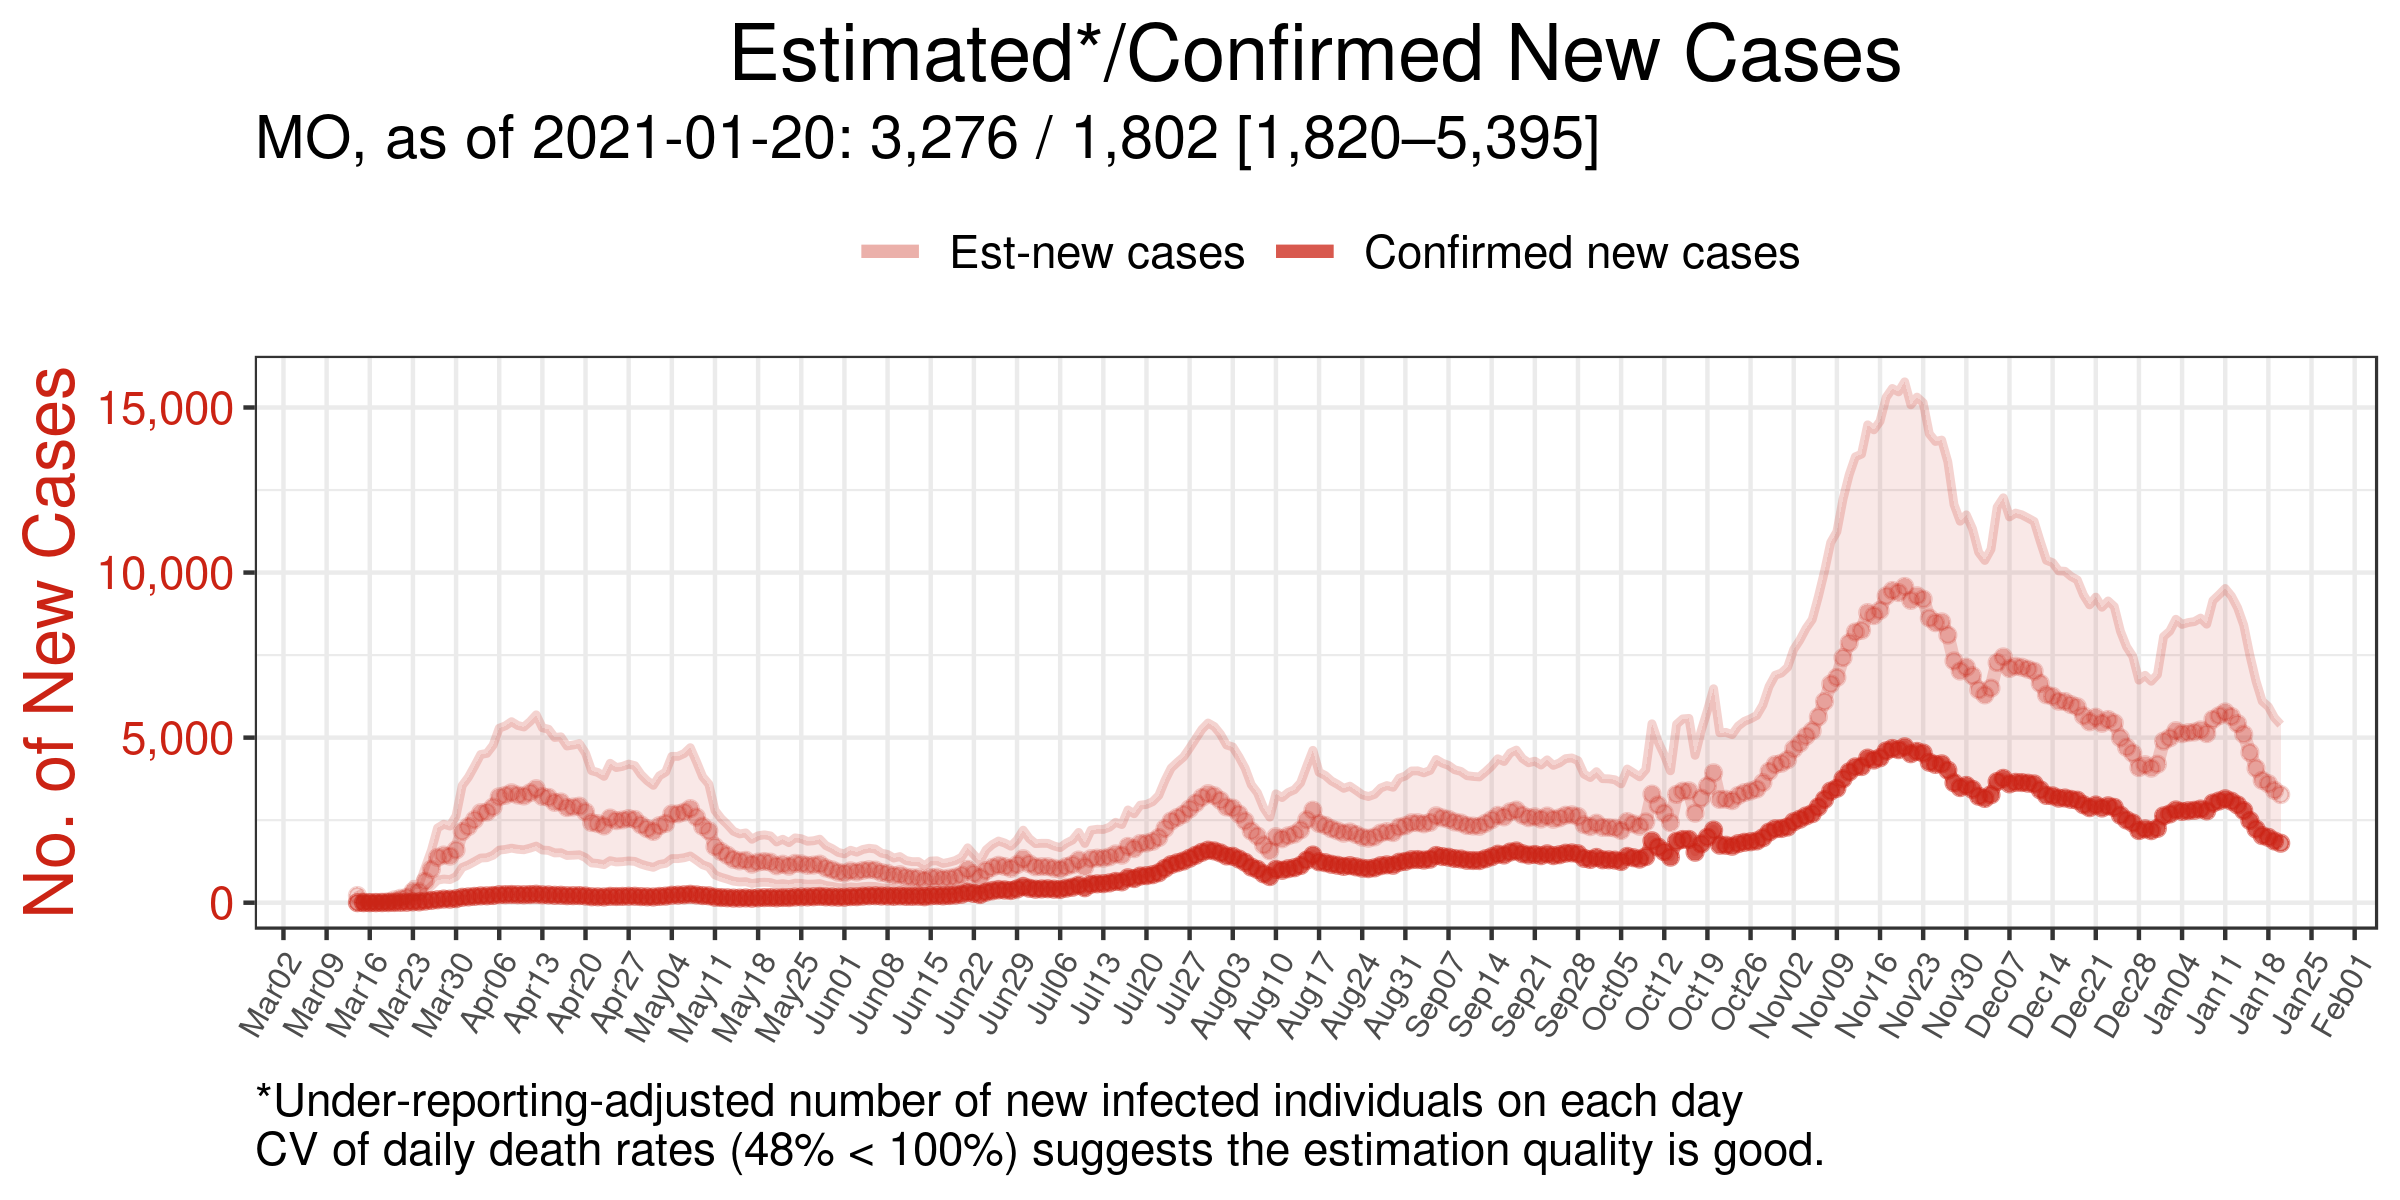 Estimated*/Confirmed New Cases
MO, as of 2021-01-20: 3,276 / 1,802 [1,820–5,395]
Est-new cases Confirmed new cases
No. of New Cases
15,000
10,000
5,000
0
Mar02 Mar09 Mar16 Mar23 Mar30 Apr06 Apr13 Apr20 Apr27 May04 May11 May18 May25 Jun01 Jun08 Jun15 Jun22 Jun29 Jul06 Jul13 Jul20 Jul27 Aug03 Aug10 Aug17 Aug24 Aug31 Sep07 Sep14 Sep21 Sep28 Oct05 Oct12 Oct19 Oct26 Nov02 Nov09 Nov16 Nov23 Nov30 Dec07 Dec14 Dec21 Dec28 Jan04 Jan11 Jan18 Jan25 Feb01
*Under-reporting-adjusted number of new infected individuals on each day
CV of daily death rates (48% < 100%) suggests the estimation quality is good.